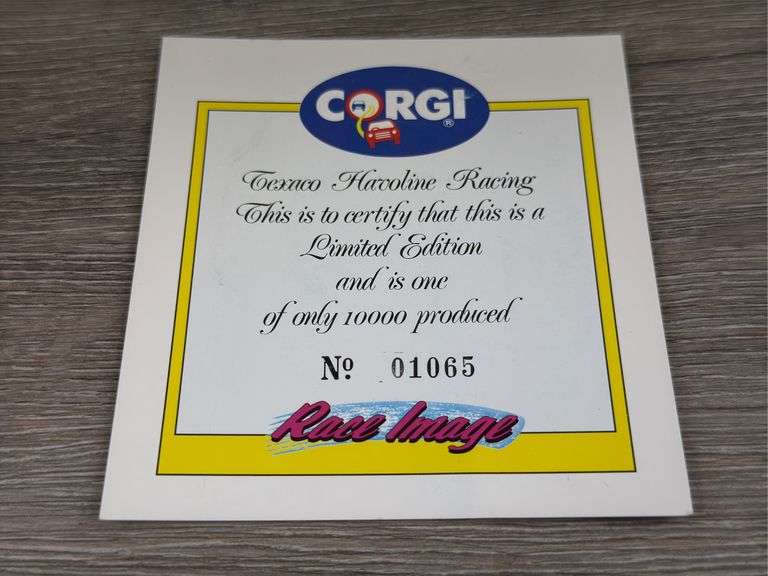 CORGI®
Texaco Havoline Racing
This is to certify that this is a
Limited Edition
and is one
of only 10000 produced
Nº 01065
Race Image